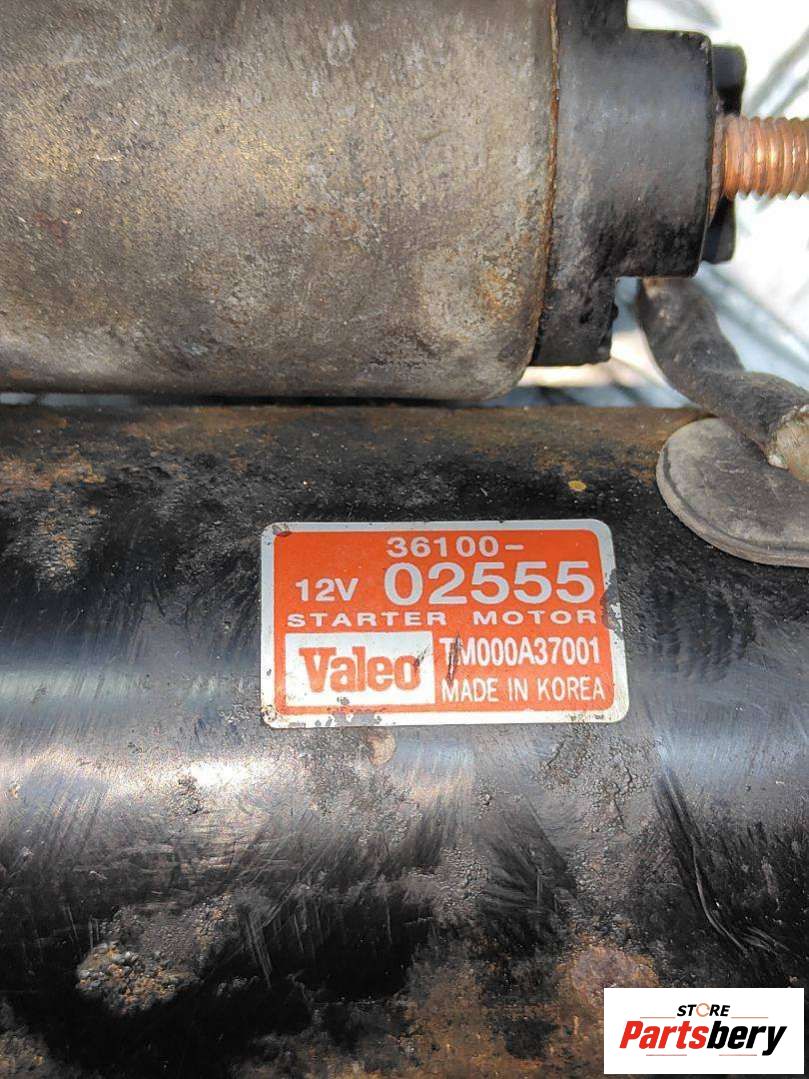 36100-
12V 02555
STARTER MOTOR
Valeo TM000A37001
MADE IN KOREA
STORE
Partsbery